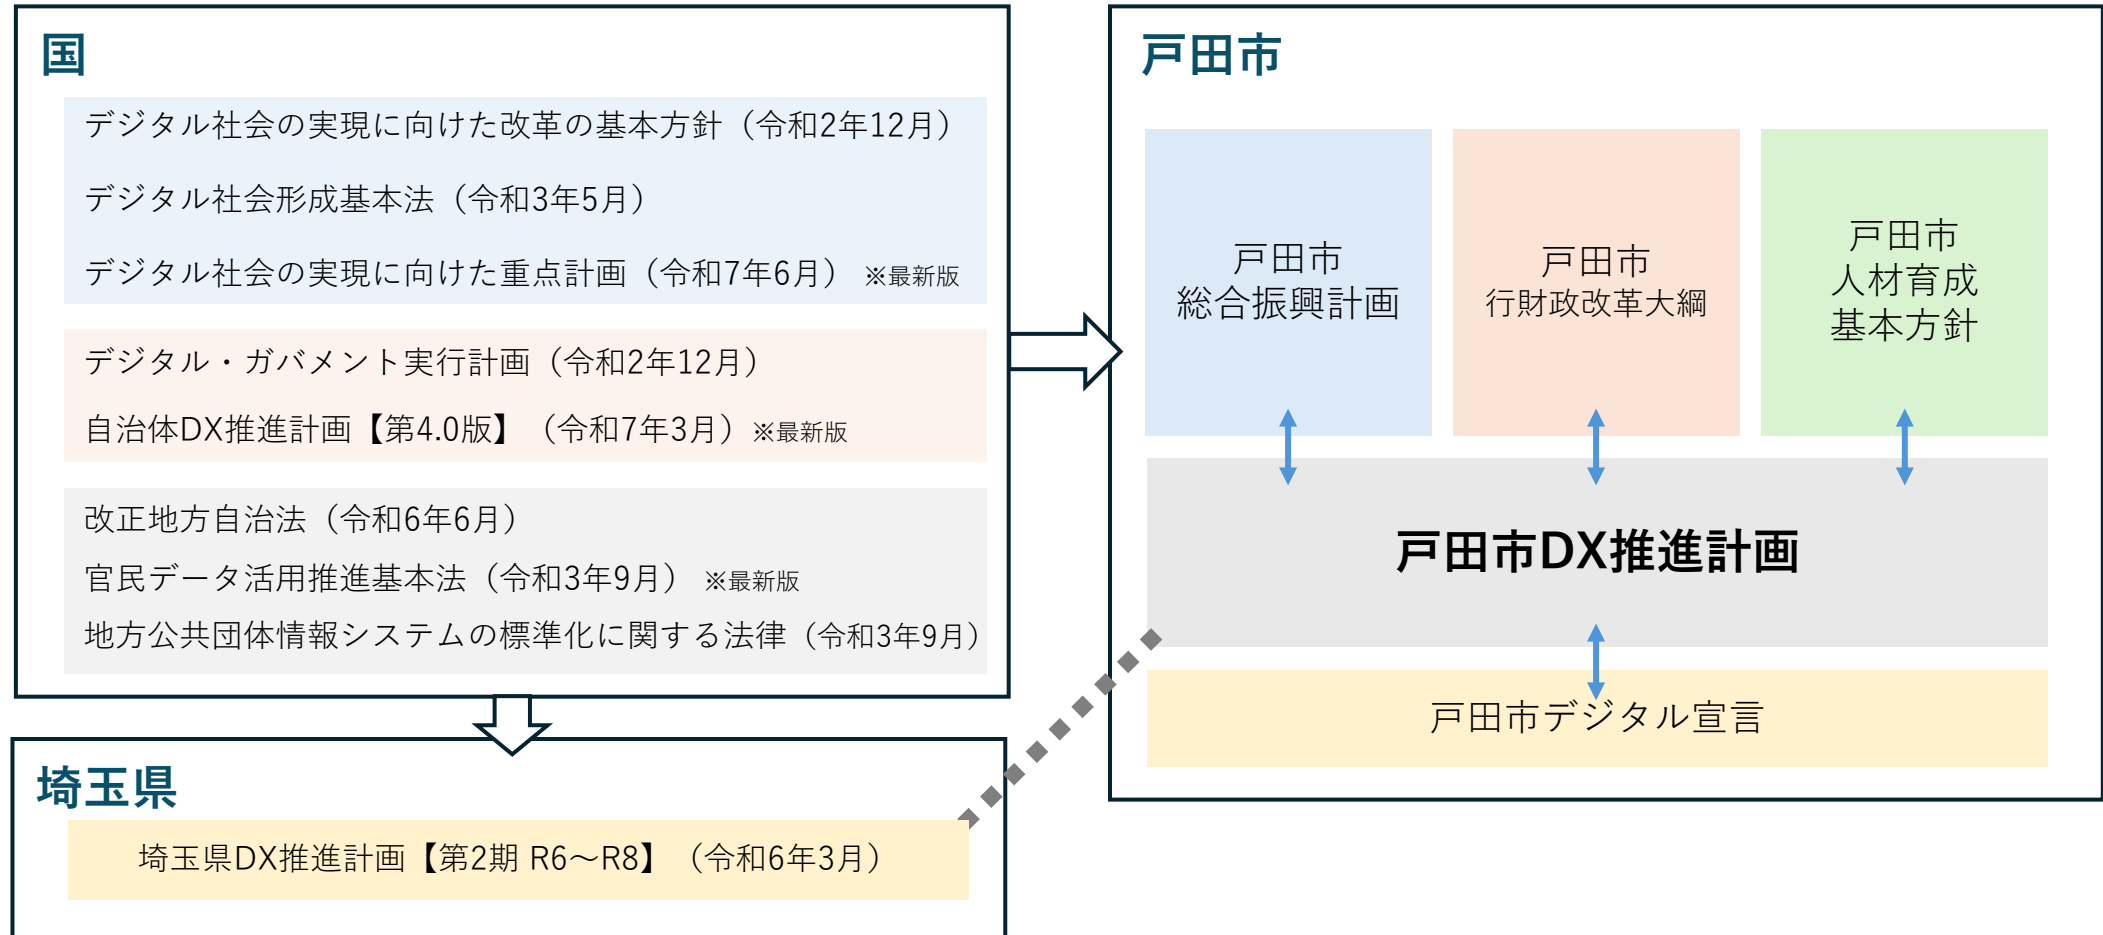 国
デジタル社会の実現に向けた改革の基本方針（令和2年12月）
デジタル社会形成基本法（令和3年5月）
デジタル社会の実現に向けた重点計画（令和7年6月） ※最新版
デジタル・ガバメント実行計画（令和2年12月）
自治体DX推進計画【第4.0版】（令和7年3月）※最新版
改正地方自治法（令和6年6月）
官民データ活用推進基本法（令和3年9月） ※最新版
地方公共団体情報システムの標準化に関する法律（令和3年9月）
埼玉県
埼玉県DX推進計画【第2期 R6～R8】（令和6年3月）
戸田市
戸田市
総合振興計画
戸田市
行財政改革大綱
戸田市
人材育成
基本方針
戸田市DX推進計画
戸田市デジタル宣言